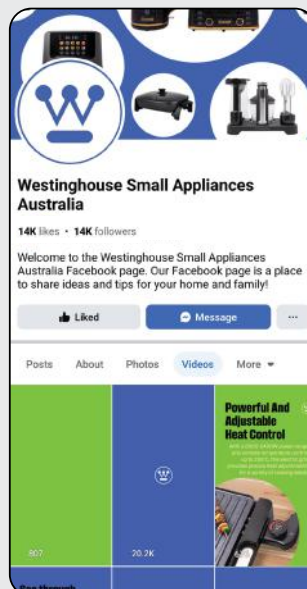 Westinghouse Small Appliances
Australia
14K likes • 14K followers
Welcome to the Westinghouse Small Appliances
Australia Facebook page. Our Facebook page is a place
to share ideas and tips for your home and family!
Liked
Message
Posts About Photos Videos More
Powerful And
Adjustable
Heat Control
807
20.2K
See through